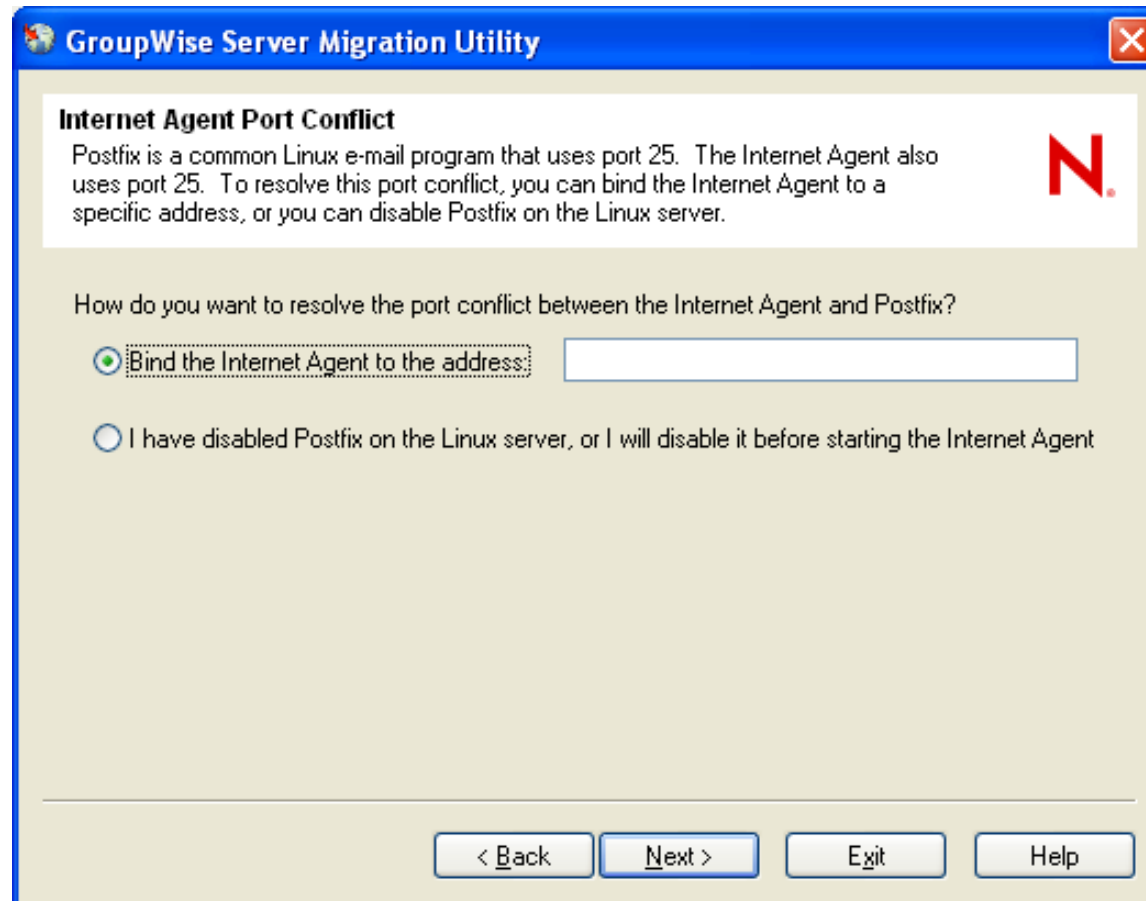 GroupWise Server Migration Utility
Internet Agent Port Conflict
Postfix is a common Linux e-mail program that uses port 25. The Internet Agent also
uses port 25. To resolve this port conflict, you can bind the Internet Agent to a
specific address, or you can disable Postfix on the Linux server.
N.
How do you want to resolve the port conflict between the Internet Agent and Postfix?
Bind the Internet Agent to the address:
I have disabled Postfix on the Linux server, or I will disable it before starting the Internet Agent
< Back
Next >
Exit
Help